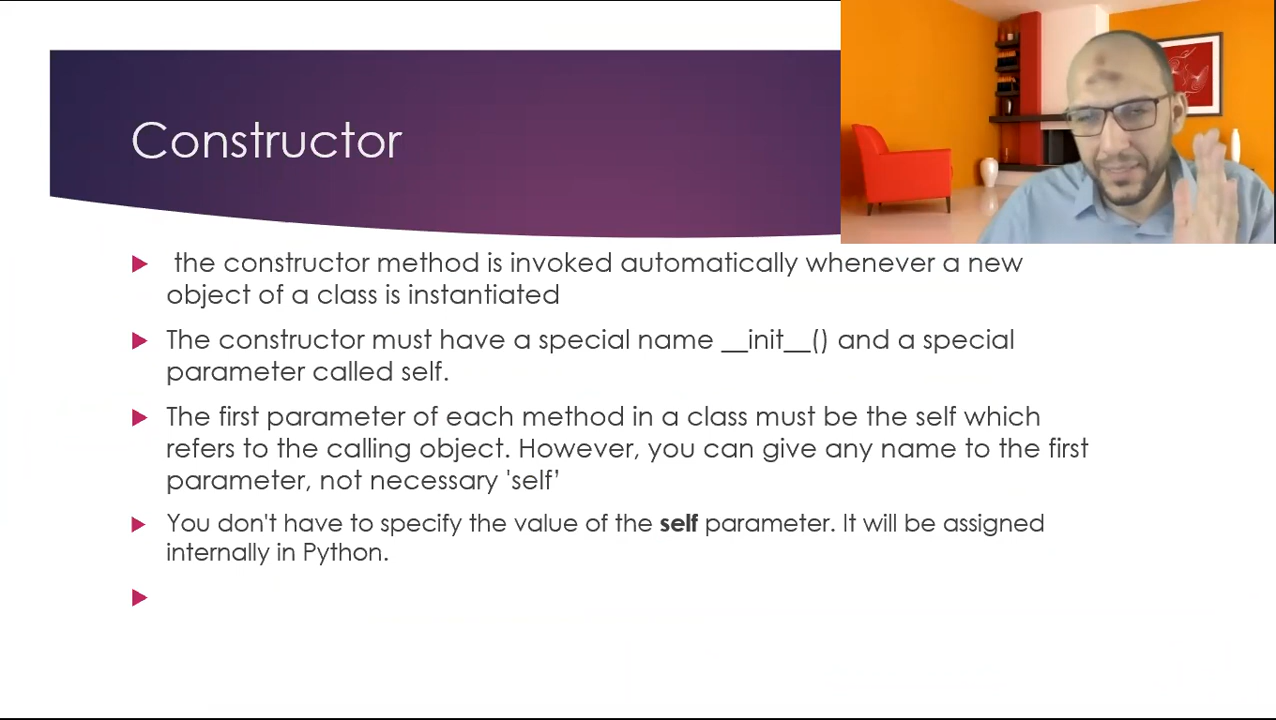 Constructor
the constructor method is invoked automatically whenever a new
object of a class is instantiated
The constructor must have a special name __init__() and a special
parameter called self.
The first parameter of each method in a class must be the self which
refers to the calling object. However, you can give any name to the first
parameter, not necessary 'self’
You don't have to specify the value of the self parameter. It will be assigned
internally in Python.